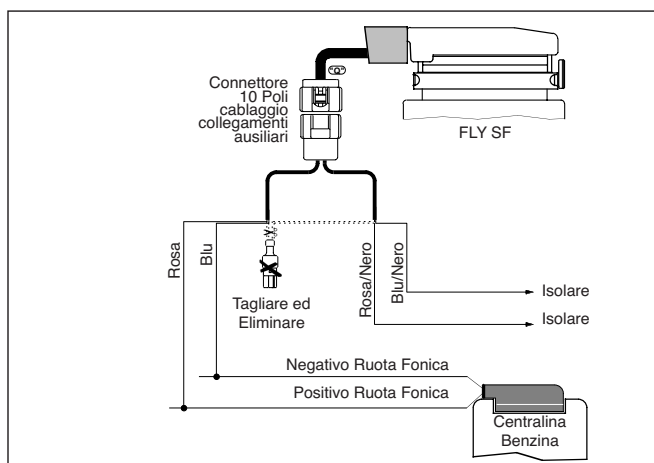 Connettore
10 Poli
cablaggio
collegamenti
ausiliari
FLY SF
Rosa
Blu
Tagliare ed
Eliminare
Rosa/Nero
Blu/Nero
Isolare
Isolare
Negativo Ruota Fonica
Positivo Ruota Fonica
Centralina
Benzina